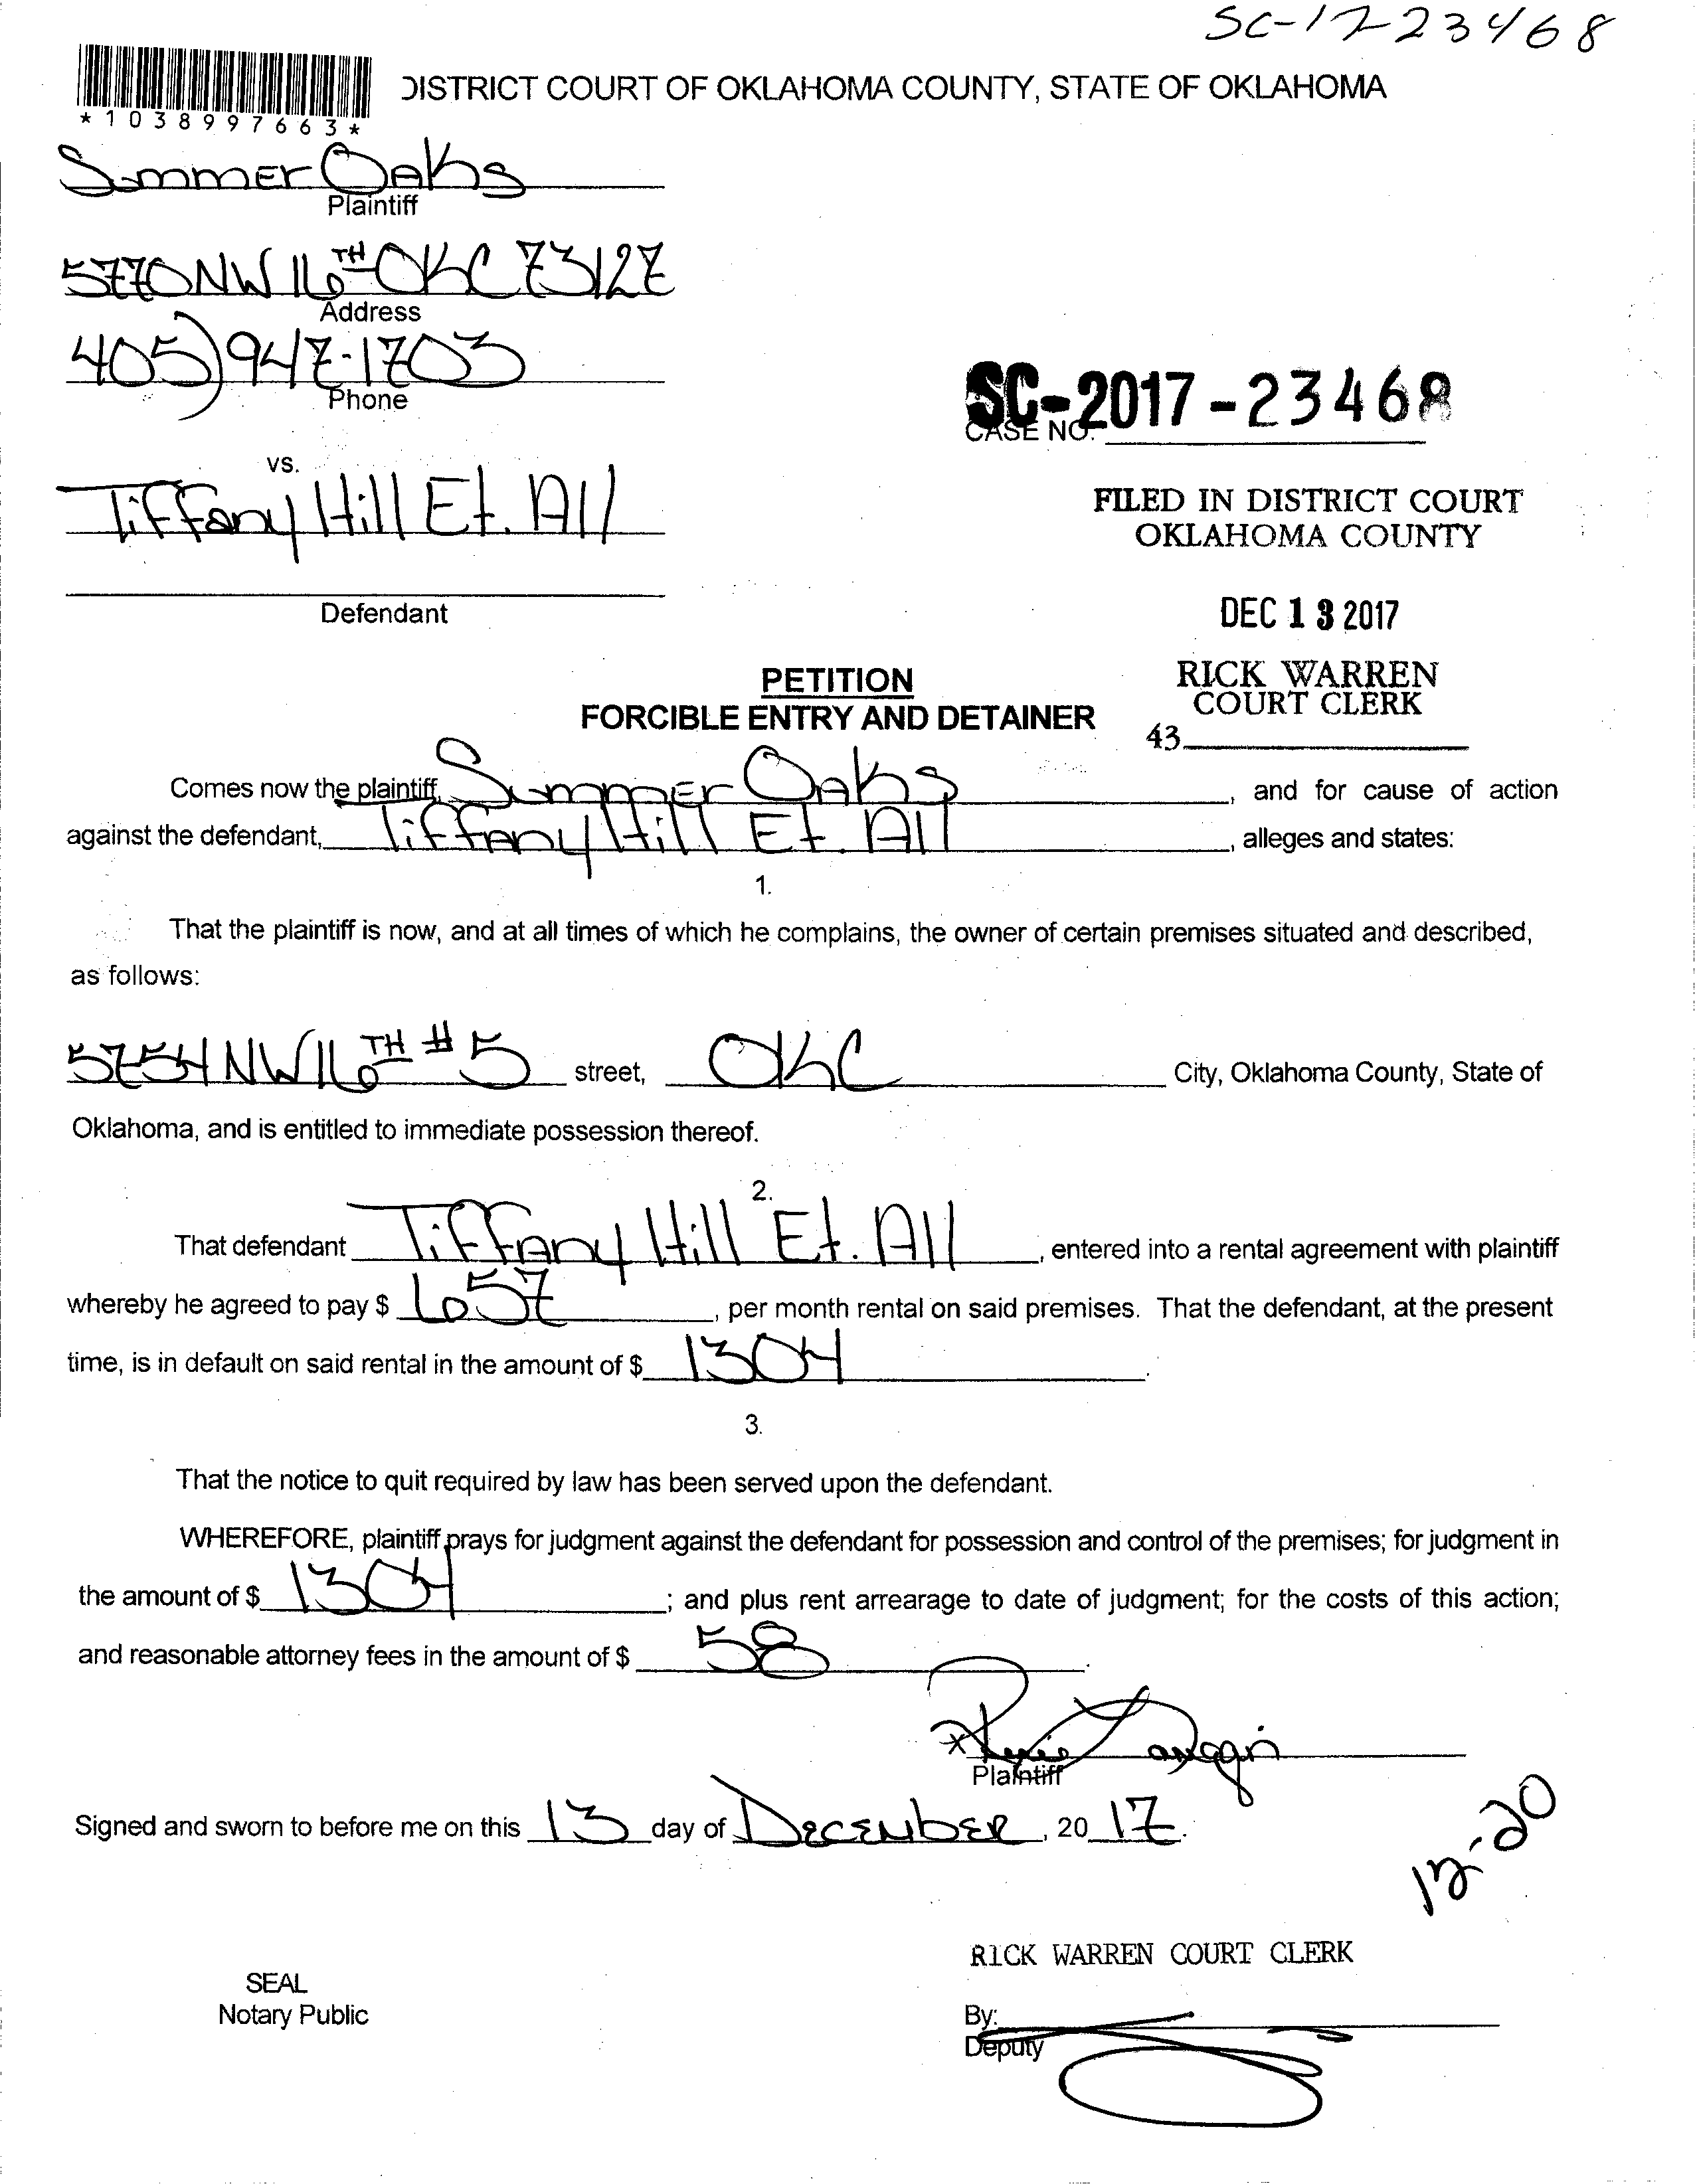 SC-17-23468
*1038997663*
DISTRICT COURT OF OKLAHOMA COUNTY, STATE OF OKLAHOMA
Summer Oaks
Plaintiff
5770 NW 16TH OKC 73127
Address
405) 947-1703
Phone
SC-2017-23468
CASE NO.
vs.
Tiffany Hill Et. All
FILED IN DISTRICT COURT
OKLAHOMA COUNTY
Defendant
DEC 13 2017
PETITION
FORCIBLE ENTRY AND DETAINER
RICK WARREN
COURT CLERK
43
Comes now the plaintiff, Summer Oaks, and for cause of action
against the defendant, Tiffany Hill Et. All, alleges and states:
1.
That the plaintiff is now, and at all times of which he complains, the owner of certain premises situated and described,
as follows:
5754 NW 16TH #5 street, OKC City, Oklahoma County, State of
Oklahoma, and is entitled to immediate possession thereof.
2.
That defendant Tiffany Hill Et. All, entered into a rental agreement with plaintiff
whereby he agreed to pay $ 657, per month rental on said premises. That the defendant, at the present
time, is in default on said rental in the amount of $ 1304.
3.
That the notice to quit required by law has been served upon the defendant.
WHEREFORE, plaintiff prays for judgment against the defendant for possession and control of the premises; for judgment in
the amount of $ 1304; and plus rent arrearage to date of judgment; for the costs of this action;
and reasonable attorney fees in the amount of $ 58.
Plaintiff
Signed and sworn to before me on this 13 day of December, 2017.
12-20
RICK WARREN COURT CLERK
SEAL
Notary Public
By:
Deputy